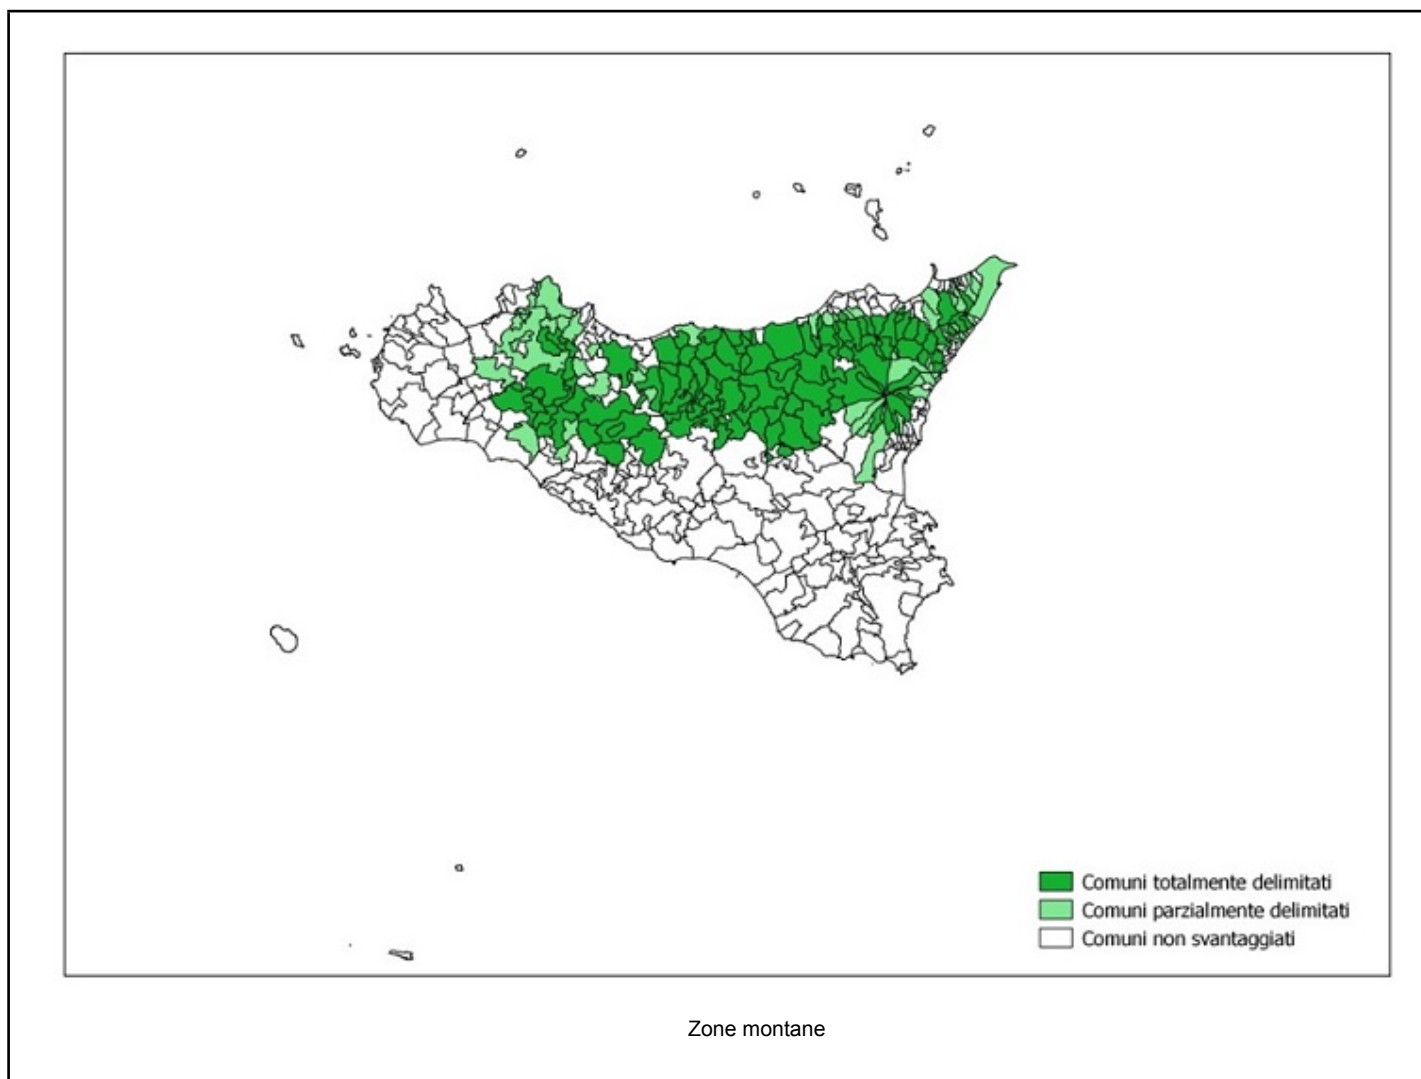 Comuni totalmente delimitati
Comuni parzialmente delimitati
Comuni non svantaggiati
Zone montane